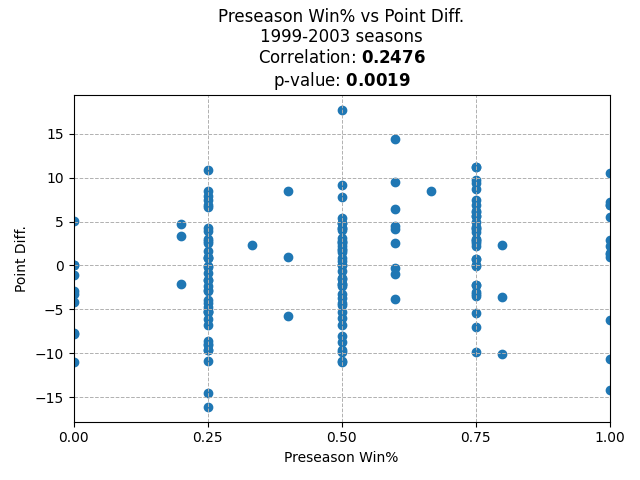 Preseason Win% vs Point Diff.
1999-2003 seasons
Correlation: 0.2476
p-value: 0.0019
Point Diff.
15
10
5
0
−5
−10
−15
0.00 0.25 0.50 0.75 1.00
Preseason Win%